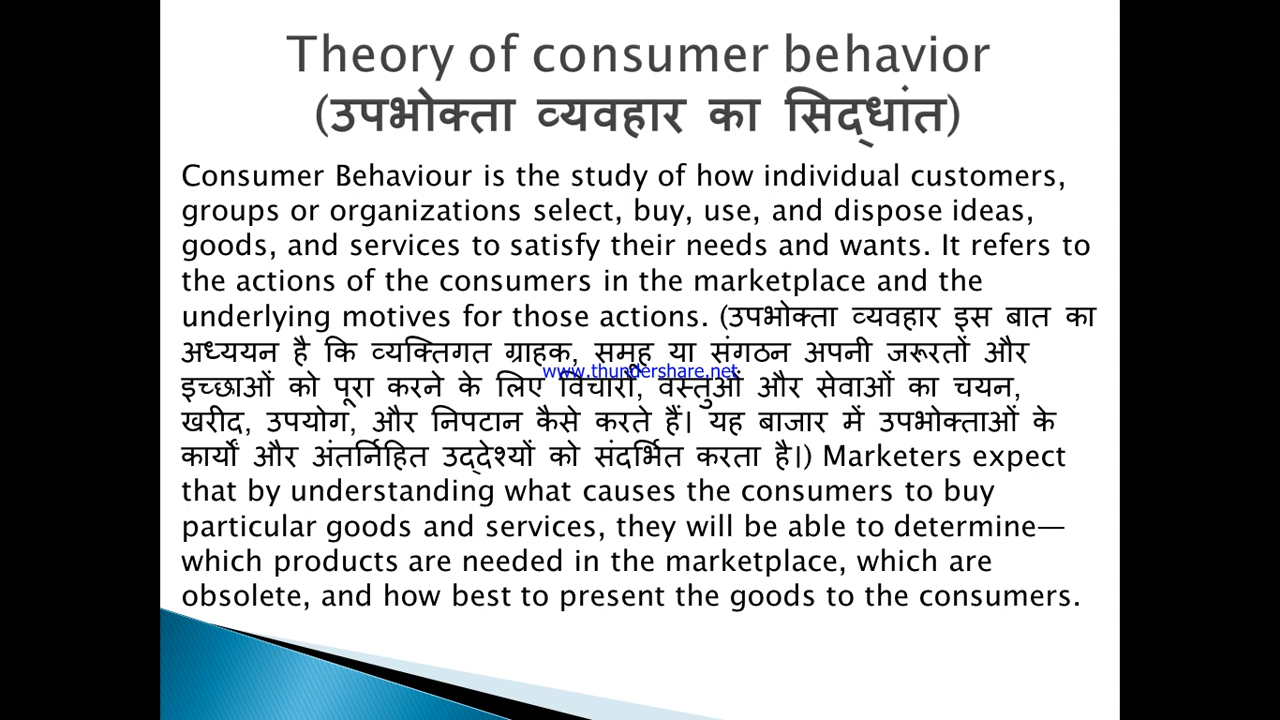 Theory of consumer behavior
(उपभोक्ता व्यवहार का सिद्धांत)
Consumer Behaviour is the study of how individual customers,
groups or organizations select, buy, use, and dispose ideas,
goods, and services to satisfy their needs and wants. It refers to
the actions of the consumers in the marketplace and the
underlying motives for those actions. (उपभोक्ता व्यवहार इस बात का
अध्ययन है कि व्यक्तिगत ग्राहक, समूह या संगठन अपनी जरूरतों और
www.thundershare.net
इच्छाओं को पूरा करने के लिए विचारों, वस्तुओं और सेवाओं का चयन,
खरीद, उपयोग, और निपटान कैसे करते हैं। यह बाजार में उपभोक्ताओं के
कार्यों और अंतर्निहित उद्देश्यों को संदर्भित करता है।) Marketers expect
that by understanding what causes the consumers to buy
particular goods and services, they will be able to determine—
which products are needed in the marketplace, which are
obsolete, and how best to present the goods to the consumers.